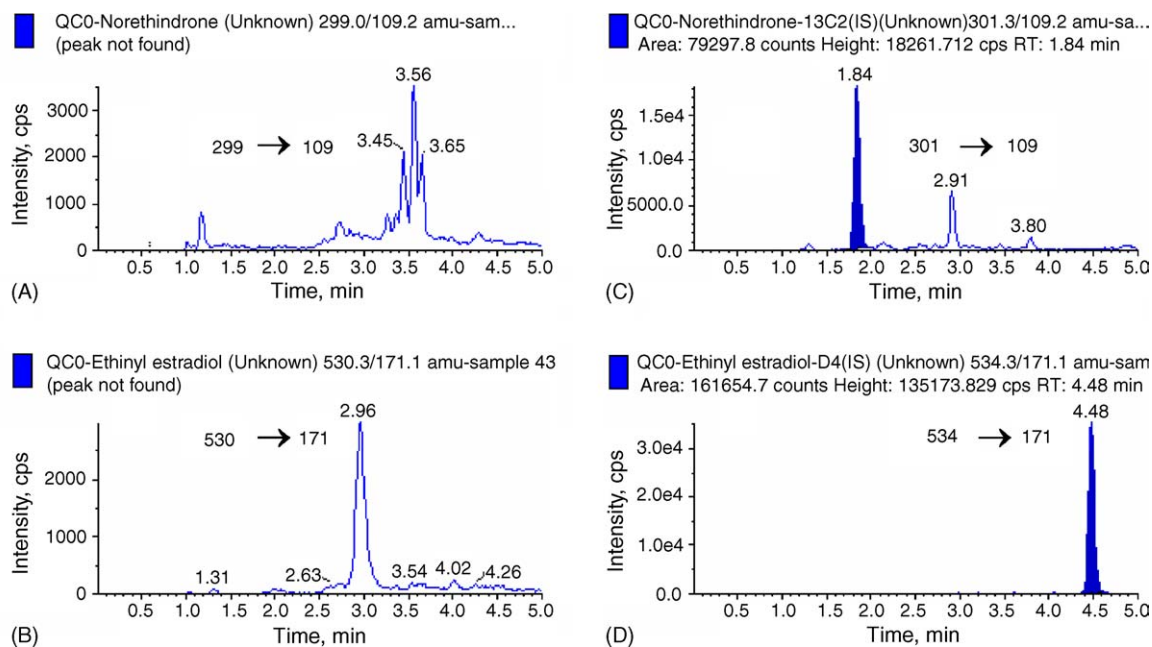 QC0-Norethindrone (Unknown) 299.0/109.2 amu-sam...
(peak not found)
3.56
3000
299 → 109
3.45
3.65
2000
1000
0
Intensity, cps
0.5 1.0 1.5 2.0 2.5 3.0 3.5 4.0 4.5 5.0
(A)
Time, min
QC0-Norethindrone-13C2(IS)(Unknown)301.3/109.2 amu-sa...
Area: 79297.8 counts Height: 18261.712 cps RT: 1.84 min
1.84
1.5e4
301 → 109
1.0e4
2.91
5000.0
3.80
0.0
Intensity, cps
0.5 1.0 1.5 2.0 2.5 3.0 3.5 4.0 4.5 5.0
(C)
Time, min
QC0-Ethinyl estradiol (Unknown) 530.3/171.1 amu-sample 43
(peak not found)
2.96
530 → 171
2000
1000
1.31
2.63
3.54
4.02
4.26
0
Intensity, cps
0.5 1.0 1.5 2.0 2.5 3.0 3.5 4.0 4.5 5.0
(B)
Time, min
QC0-Ethinyl estradiol-D4(IS) (Unknown) 534.3/171.1 amu-sam
Area: 161654.7 counts Height: 135173.829 cps RT: 4.48 min
4.48
3.0e4
534 → 171
2.0e4
1.0e4
0.0
Intensity, cps
0.5 1.0 1.5 2.0 2.5 3.0 3.5 4.0 4.5 5.0
(D)
Time, min